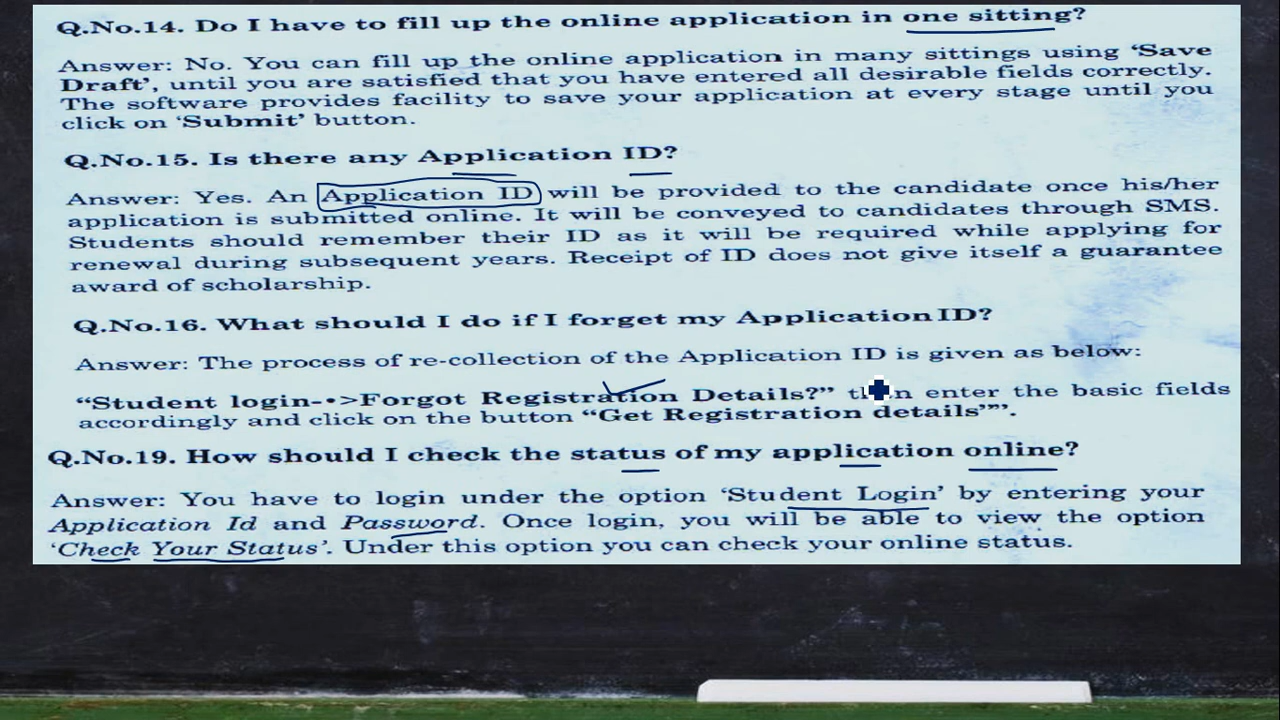 Q.No.14. Do I have to fill up the online application in one sitting?
Answer: No. You can fill up the online application in many sittings using ‘Save
Draft’, until you are satisfied that you have entered all desirable fields correctly.
The software provides facility to save your application at every stage until you
click on ‘Submit’ button.
Q.No.15. Is there any Application ID?
Answer: Yes. An Application ID will be provided to the candidate once his/her
application is submitted online. It will be conveyed to candidates through SMS.
Students should remember their ID as it will be required while applying for
renewal during subsequent years. Receipt of ID does not give itself a guarantee
award of scholarship.
Q.No.16. What should I do if I forget my Application ID?
Answer: The process of re-collection of the Application ID is given as below:
“Student login-•>Forgot Registration Details?” then enter the basic fields
accordingly and click on the button “Get Registration details””’.
Q.No.19. How should I check the status of my application online?
Answer: You have to login under the option ‘Student Login’ by entering your
Application Id and Password. Once login, you will be able to view the option
‘Check Your Status’. Under this option you can check your online status.